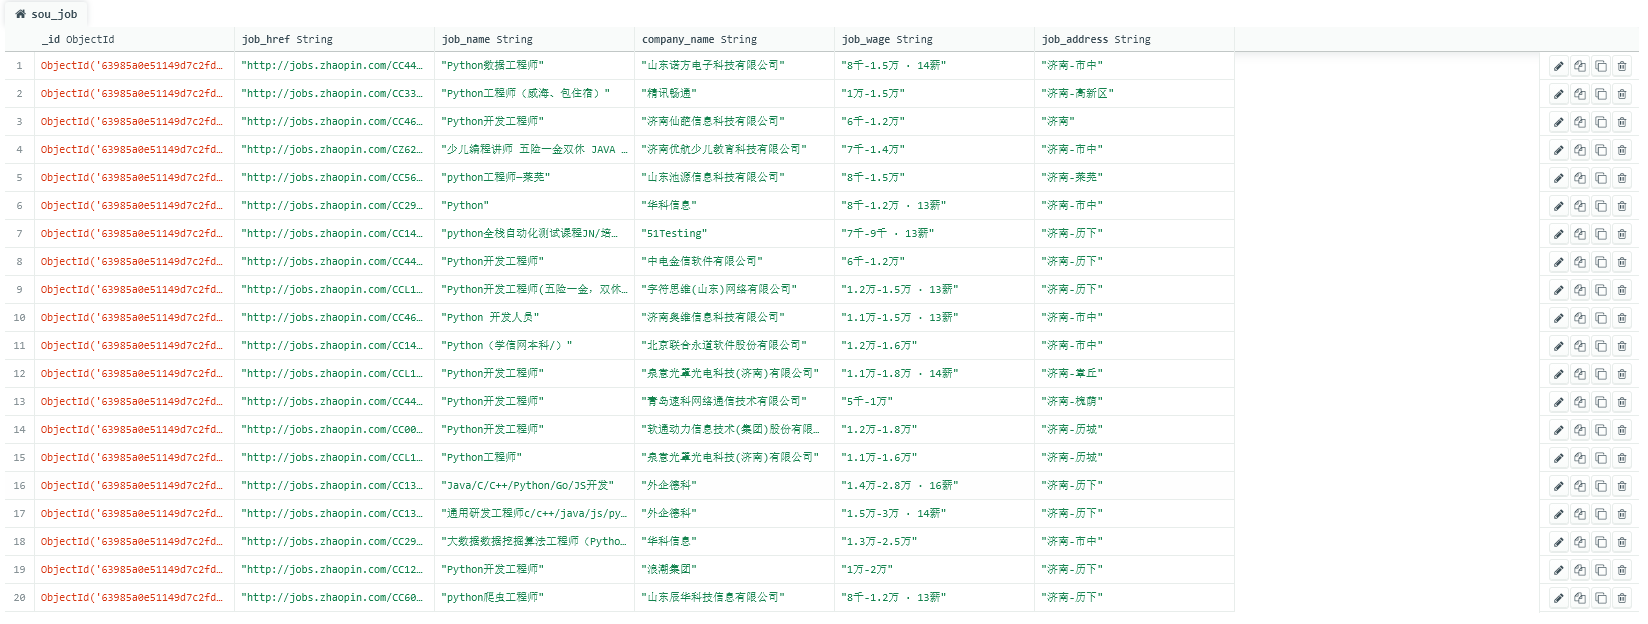 sou_job
_id ObjectId job_href String job_name String company_name String job_wage String job_address String
1 ObjectId('63985a0e51149d7c2fd… "http://jobs.zhaopin.com/CC44… "Python数据工程师" "山东诺方电子科技有限公司" "8千-1.5万 · 14薪" "济南-市中"
2 ObjectId('63985a0e51149d7c2fd… "http://jobs.zhaopin.com/CC33… "Python工程师（威海、包住宿）" "精讯畅通" "1万-1.5万" "济南-高新区"
3 ObjectId('63985a0e51149d7c2fd… "http://jobs.zhaopin.com/CC46… "Python开发工程师" "济南仙葩信息科技有限公司" "6千-1.2万" "济南"
4 ObjectId('63985a0e51149d7c2fd… "http://jobs.zhaopin.com/CZ62… "少儿编程讲师 五险一金双休 JAVA … "济南优航少儿教育科技有限公司" "7千-1.4万" "济南-市中"
5 ObjectId('63985a0e51149d7c2fd… "http://jobs.zhaopin.com/CC56… "python工程师—莱芜" "山东池源信息科技有限公司" "8千-1.5万" "济南-莱芜"
6 ObjectId('63985a0e51149d7c2fd… "http://jobs.zhaopin.com/CC29… "Python" "华科信息" "8千-1.2万 · 13薪" "济南-市中"
7 ObjectId('63985a0e51149d7c2fd… "http://jobs.zhaopin.com/CC14… "python全栈自动化测试课程JN/培… "51Testing" "7千-9千 · 13薪" "济南-历下"
8 ObjectId('63985a0e51149d7c2fd… "http://jobs.zhaopin.com/CC44… "Python开发工程师" "中电金信软件有限公司" "6千-1.2万" "济南-历下"
9 ObjectId('63985a0e51149d7c2fd… "http://jobs.zhaopin.com/CCL1… "Python开发工程师(五险一金，双休… "字符思维(山东)网络有限公司" "1.2万-1.5万 · 13薪" "济南-历下"
10 ObjectId('63985a0e51149d7c2fd… "http://jobs.zhaopin.com/CC46… "Python 开发人员" "济南奥维信息科技有限公司" "1.1万-1.5万 · 13薪" "济南-市中"
11 ObjectId('63985a0e51149d7c2fd… "http://jobs.zhaopin.com/CC14… "Python（学信网本科/）" "北京联合永道软件股份有限公司" "1.2万-1.6万" "济南-市中"
12 ObjectId('63985a0e51149d7c2fd… "http://jobs.zhaopin.com/CCL1… "Python开发工程师" "泉意光罩光电科技(济南)有限公司" "1.1万-1.8万 · 14薪" "济南-章丘"
13 ObjectId('63985a0e51149d7c2fd… "http://jobs.zhaopin.com/CC44… "Python开发工程师" "青岛速科网络通信技术有限公司" "5千-1万" "济南-槐荫"
14 ObjectId('63985a0e51149d7c2fd… "http://jobs.zhaopin.com/CC00… "Python开发工程师" "软通动力信息技术(集团)股份有限… "1.2万-1.8万" "济南-历城"
15 ObjectId('63985a0e51149d7c2fd… "http://jobs.zhaopin.com/CCL1… "Python工程师" "泉意光罩光电科技(济南)有限公司" "1.1万-1.6万" "济南-历城"
16 ObjectId('63985a0e51149d7c2fd… "http://jobs.zhaopin.com/CC13… "Java/C/C++/Python/Go/JS开发" "外企德科" "1.4万-2.8万 · 16薪" "济南-历下"
17 ObjectId('63985a0e51149d7c2fd… "http://jobs.zhaopin.com/CC13… "通用研发工程师c/c++/java/js/py… "外企德科" "1.5万-3万 · 14薪" "济南-历下"
18 ObjectId('63985a0e51149d7c2fd… "http://jobs.zhaopin.com/CC29… "大数据数据挖掘算法工程师（Pytho… "华科信息" "1.3万-2.5万" "济南-市中"
19 ObjectId('63985a0e51149d7c2fd… "http://jobs.zhaopin.com/CC12… "Python开发工程师" "浪潮集团" "1万-2万" "济南-历下"
20 ObjectId('63985a0e51149d7c2fd… "http://jobs.zhaopin.com/CC60… "python爬虫工程师" "山东辰华科技信息有限公司" "8千-1.2万 · 13薪" "济南-历下"